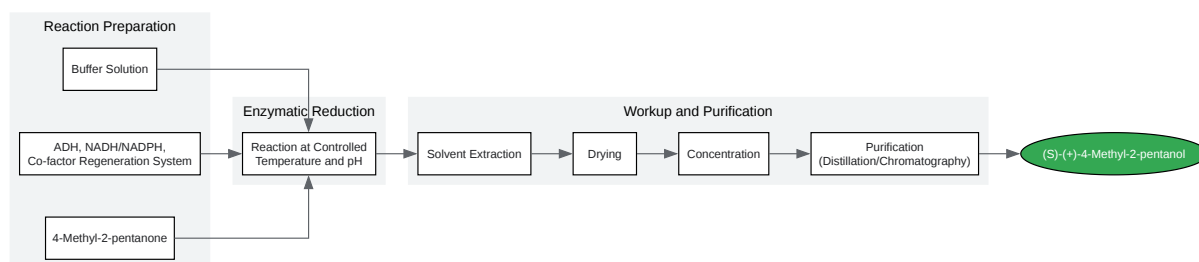 Reaction Preparation
Buffer Solution
ADH, NADH/NADPH,
Co-factor Regeneration System
4-Methyl-2-pentanone
Enzymatic Reduction
Reaction at Controlled
Temperature and pH
Workup and Purification
Solvent Extraction
Drying
Concentration
Purification
(Distillation/Chromatography)
(S)-(+)-4-Methyl-2-pentanol